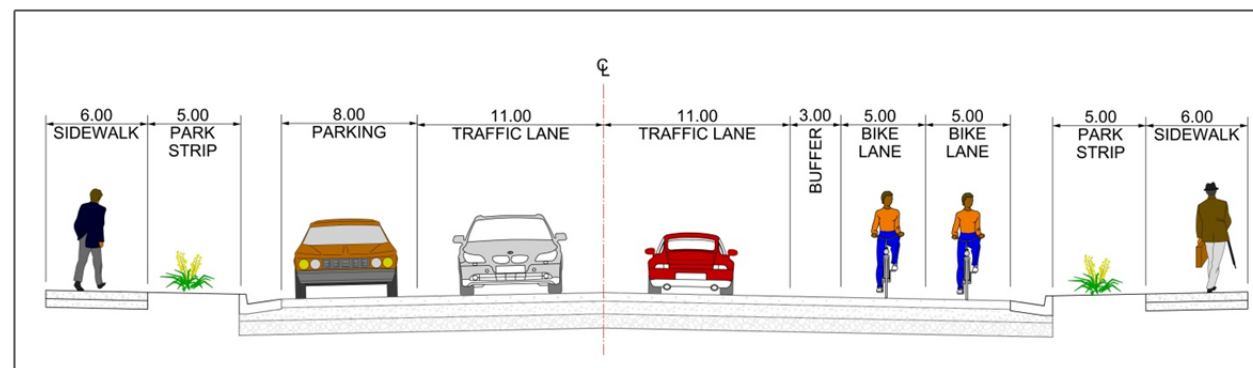 ℄
6.00
SIDEWALK
5.00
PARK
STRIP
8.00
PARKING
11.00
TRAFFIC LANE
11.00
TRAFFIC LANE
3.00
BUFFER
5.00
BIKE
LANE
5.00
BIKE
LANE
5.00
PARK
STRIP
6.00
SIDEWALK